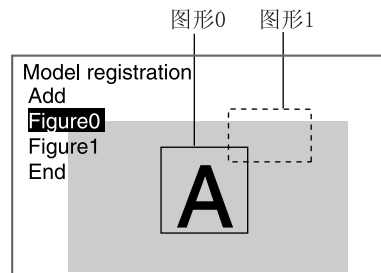 图形0 图形1
Model registration
Add
Figure0
Figure1
End
A